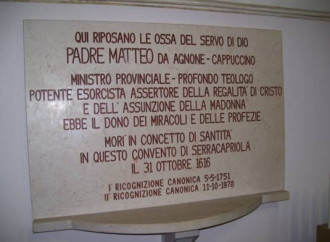 QUI RIPOSANO LE OSSA DEL SERVO DI DIO
PADRE MATTEO DA AGNONE - CAPPUCCINO
MINISTRO PROVINCIALE - PROFONDO TEOLOGO
POTENTE ESORCISTA ASSERTORE DELLA REGALITA' DI CRISTO
E DELL' ASSUNZIONE DELLA MADONNA
EBBE IL DONO DEI MIRACOLI E DELLE PROFEZIE
MORI' IN CONCETTO DI SANTITA'
IN QUESTO CONVENTO DI SERRACAPRIOLA
IL 31 OTTOBRE 1616
I RICOGNIZIONE CANONICA 5-5-1751
II RICOGNIZIONE CANONICA 11-10-1978